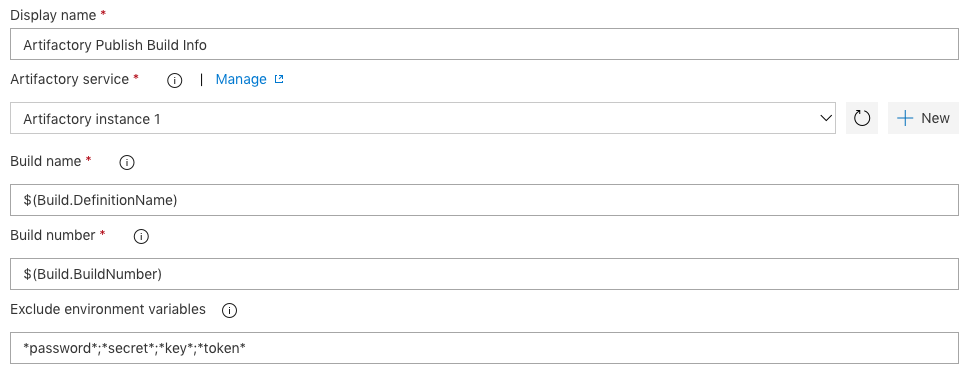 Display name *
Artifactory Publish Build Info
Artifactory service * | Manage
Artifactory instance 1
New
Build name *
$(Build.DefinitionName)
Build number *
$(Build.BuildNumber)
Exclude environment variables
*password*;*secret*;*key*;*token*